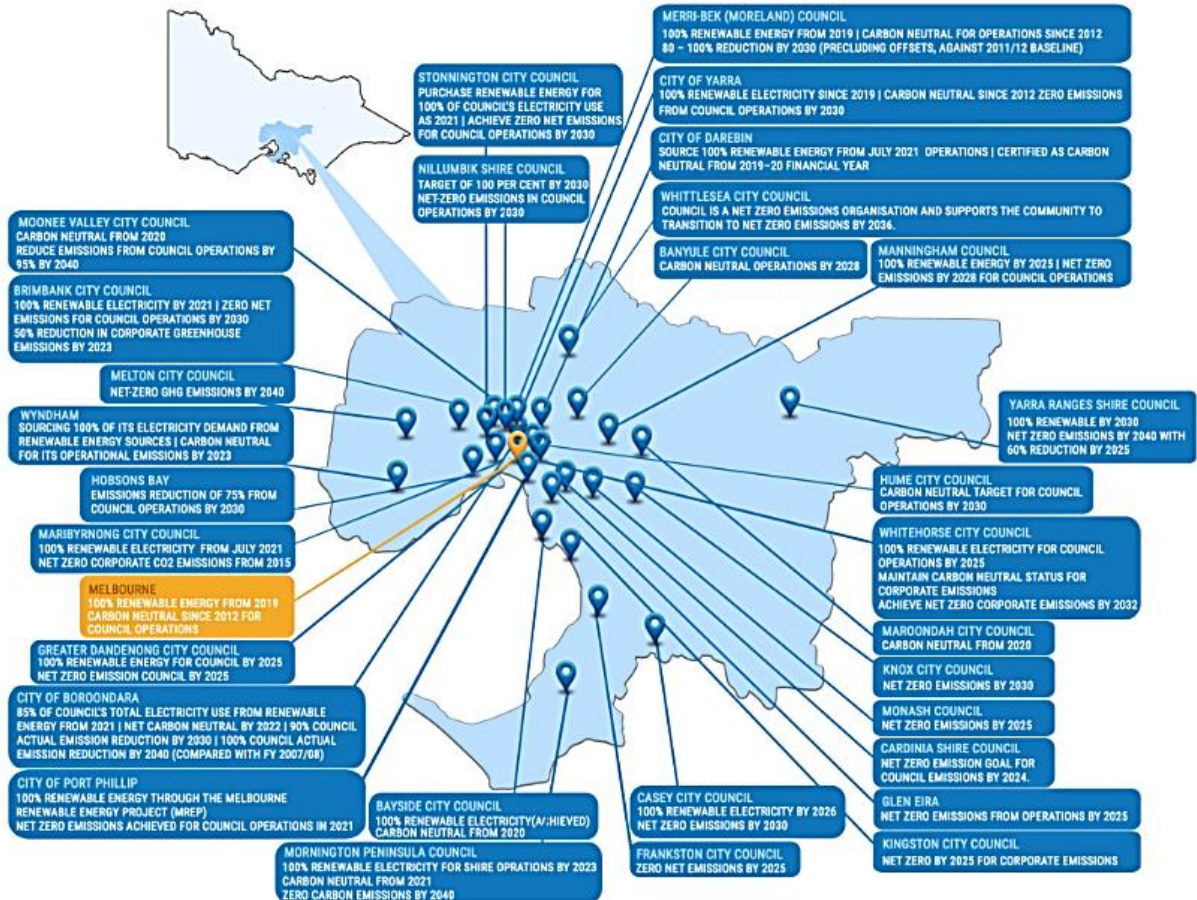 MERRI-BEK (MORELAND) COUNCIL
100% RENEWABLE ENERGY FROM 2019 | CARBON NEUTRAL FOR OPERATIONS SINCE 2012
80 – 100% REDUCTION BY 2030 (PRECLUDING OFFSETS, AGAINST 2011/12 BASELINE)
STONNINGTON CITY COUNCIL
PURCHASE RENEWABLE ENERGY FOR
100% OF COUNCIL'S ELECTRICITY USE
AS 2021 | ACHIEVE ZERO NET EMISSIONS
FOR COUNCIL OPERATIONS BY 2030
CITY OF YARRA
100% RENEWABLE ELECTRICITY SINCE 2019 | CARBON NEUTRAL SINCE 2012 ZERO EMISSIONS
FROM COUNCIL OPERATIONS BY 2030
CITY OF DAREBIN
SOURCE 100% RENEWABLE ENERGY FROM JULY 2021 OPERATIONS | CERTIFIED AS CARBON
NEUTRAL FROM 2019–20 FINANCIAL YEAR
NILLUMBIK SHIRE COUNCIL
TARGET OF 100 PER CENT BY 2030
NET-ZERO EMISSIONS IN COUNCIL
OPERATIONS BY 2030
WHITTLESEA CITY COUNCIL
COUNCIL IS A NET ZERO EMISSIONS ORGANISATION AND SUPPORTS THE COMMUNITY TO
TRANSITION TO NET ZERO EMISSIONS BY 2036.
MOONEE VALLEY CITY COUNCIL
CARBON NEUTRAL FROM 2020
REDUCE EMISSIONS FROM COUNCIL OPERATIONS BY
95% BY 2040
BANYULE CITY COUNCIL
CARBON NEUTRAL OPERATIONS BY 2028
MANNINGHAM COUNCIL
100% RENEWABLE ENERGY BY 2025 | NET ZERO
EMISSIONS BY 2028 FOR COUNCIL OPERATIONS
BRIMBANK CITY COUNCIL
100% RENEWABLE ELECTRICITY BY 2021 | ZERO NET
EMISSIONS FOR COUNCIL OPERATIONS BY 2030
50% REDUCTION IN CORPORATE GREENHOUSE
EMISSIONS BY 2023
MELTON CITY COUNCIL
NET-ZERO GHG EMISSIONS BY 2040
WYNDHAM
SOURCING 100% OF ITS ELECTRICITY DEMAND FROM
RENEWABLE ENERGY SOURCES | CARBON NEUTRAL
FOR ITS OPERATIONAL EMISSIONS BY 2023
YARRA RANGES SHIRE COUNCIL
100% RENEWABLE BY 2030
NET ZERO EMISSIONS BY 2040 WITH
60% REDUCTION BY 2025
HOBSONS BAY
EMISSIONS REDUCTION OF 75% FROM
COUNCIL OPERATIONS BY 2030
HUME CITY COUNCIL
CARBON NEUTRAL TARGET FOR COUNCIL
OPERATIONS BY 2030
MARIBYRNONG CITY COUNCIL
100% RENEWABLE ELECTRICITY FROM JULY 2021
NET ZERO CORPORATE CO2 EMISSIONS FROM 2015
WHITEHORSE CITY COUNCIL
100% RENEWABLE ELECTRICITY FOR COUNCIL
OPERATIONS BY 2025
MAINTAIN CARBON NEUTRAL STATUS FOR
CORPORATE EMISSIONS
ACHIEVE NET ZERO CORPORATE EMISSIONS BY 2032
MELBOURNE
100% RENEWABLE ENERGY FROM 2019
CARBON NEUTRAL SINCE 2012 FOR
COUNCIL OPERATIONS
MAROONDAH CITY COUNCIL
CARBON NEUTRAL FROM 2020
GREATER DANDENONG CITY COUNCIL
100% RENEWABLE ENERGY FOR COUNCIL BY 2025
NET EMISSION COUNCIL BY 2025
KNOX CITY COUNCIL
NET ZERO EMISSIONS BY 2030
CITY OF BOROONDARA
85% OF COUNCIL'S TOTAL ELECTRICITY USE FROM RENEWABLE
ENERGY FROM 2021 | NET CARBON NEUTRAL BY 2022 | 90% COUNCIL
ACTUAL EMISSION REDUCTION BY 2030 | 100% COUNCIL ACTUAL
EMISSION REDUCTION BY 2040 (COMPARED WITH FY 2007/08)
MONASH COUNCIL
NET ZERO EMISSIONS BY 2025
CARDINIA SHIRE COUNCIL
NET ZERO EMISSION GOAL FOR
COUNCIL EMISSIONS BY 2024.
CITY OF PORT PHILLIP
100% RENEWABLE ENERGY THROUGH THE MELBOURNE
RENEWABLE ENERGY PROJECT (MREP)
NET ZERO EMISSIONS ACHIEVED FOR COUNCIL OPERATIONS IN 2021
BAYSIDE CITY COUNCIL
100% RENEWABLE ELECTRICITY
CARBON NEUTRAL FROM 2020
CASEY CITY COUNCIL
100% RENEWABLE ELECTRICITY BY 2026
NET ZERO EMISSIONS BY 2030
GLEN EIRA
NET ZERO EMISSIONS FROM OPERATIONS BY 2025
KINGSTON CITY COUNCIL
NET ZERO BY 2025 FOR CORPORATE EMISSIONS
MORNINGTON PENINSULA COUNCIL
100% RENEWABLE ELECTRICITY FOR SHIRE OPRATIONS BY 2023
CARBON NEUTRAL FROM 2021
ZERO CARBON EMISSIONS BY 2040
FRANKSTON CITY COUNCIL
ZERO NET EMISSIONS BY 2025